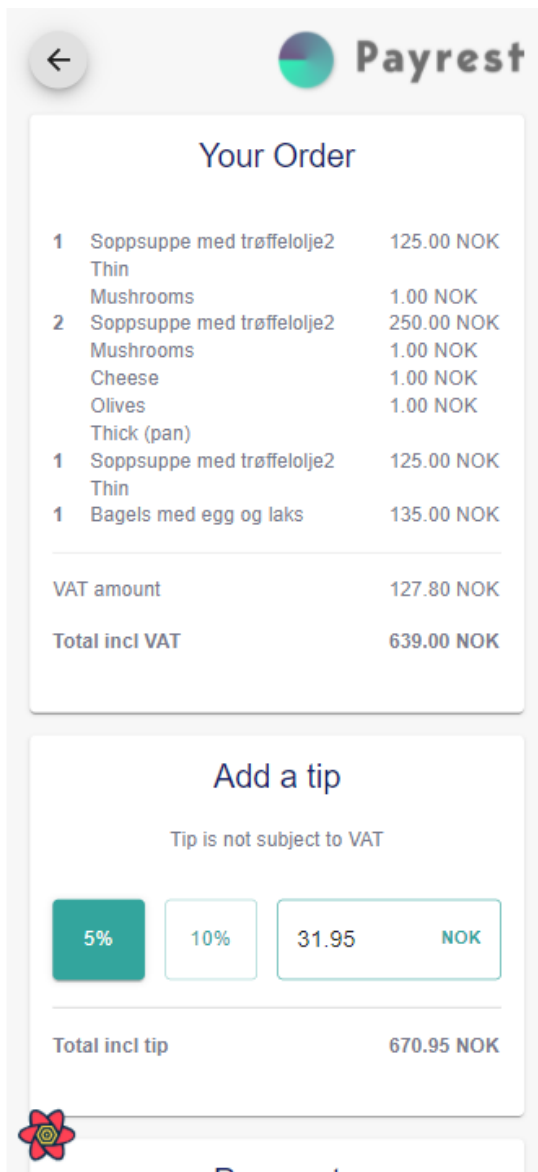 Payrest
Your Order
1 Soppsuppe med trøffelolje2 125.00 NOK
Thin
Mushrooms 1.00 NOK
2 Soppsuppe med trøffelolje2 250.00 NOK
Mushrooms 1.00 NOK
Cheese 1.00 NOK
Olives 1.00 NOK
Thick (pan)
1 Soppsuppe med trøffelolje2 125.00 NOK
Thin
1 Bagels med egg og laks 135.00 NOK
VAT amount 127.80 NOK
Total incl VAT 639.00 NOK
Add a tip
Tip is not subject to VAT
5% 10% 31.95 NOK
Total incl tip 670.95 NOK